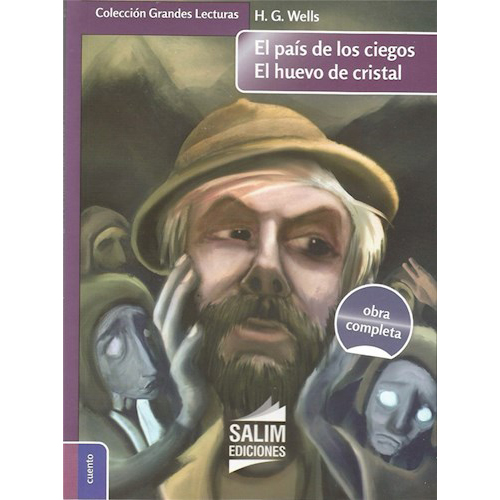 Colección Grandes Lecturas
H. G. Wells
El país de los ciegos
El huevo de cristal
obra
completa
SALIM
EDICIONES
cuento